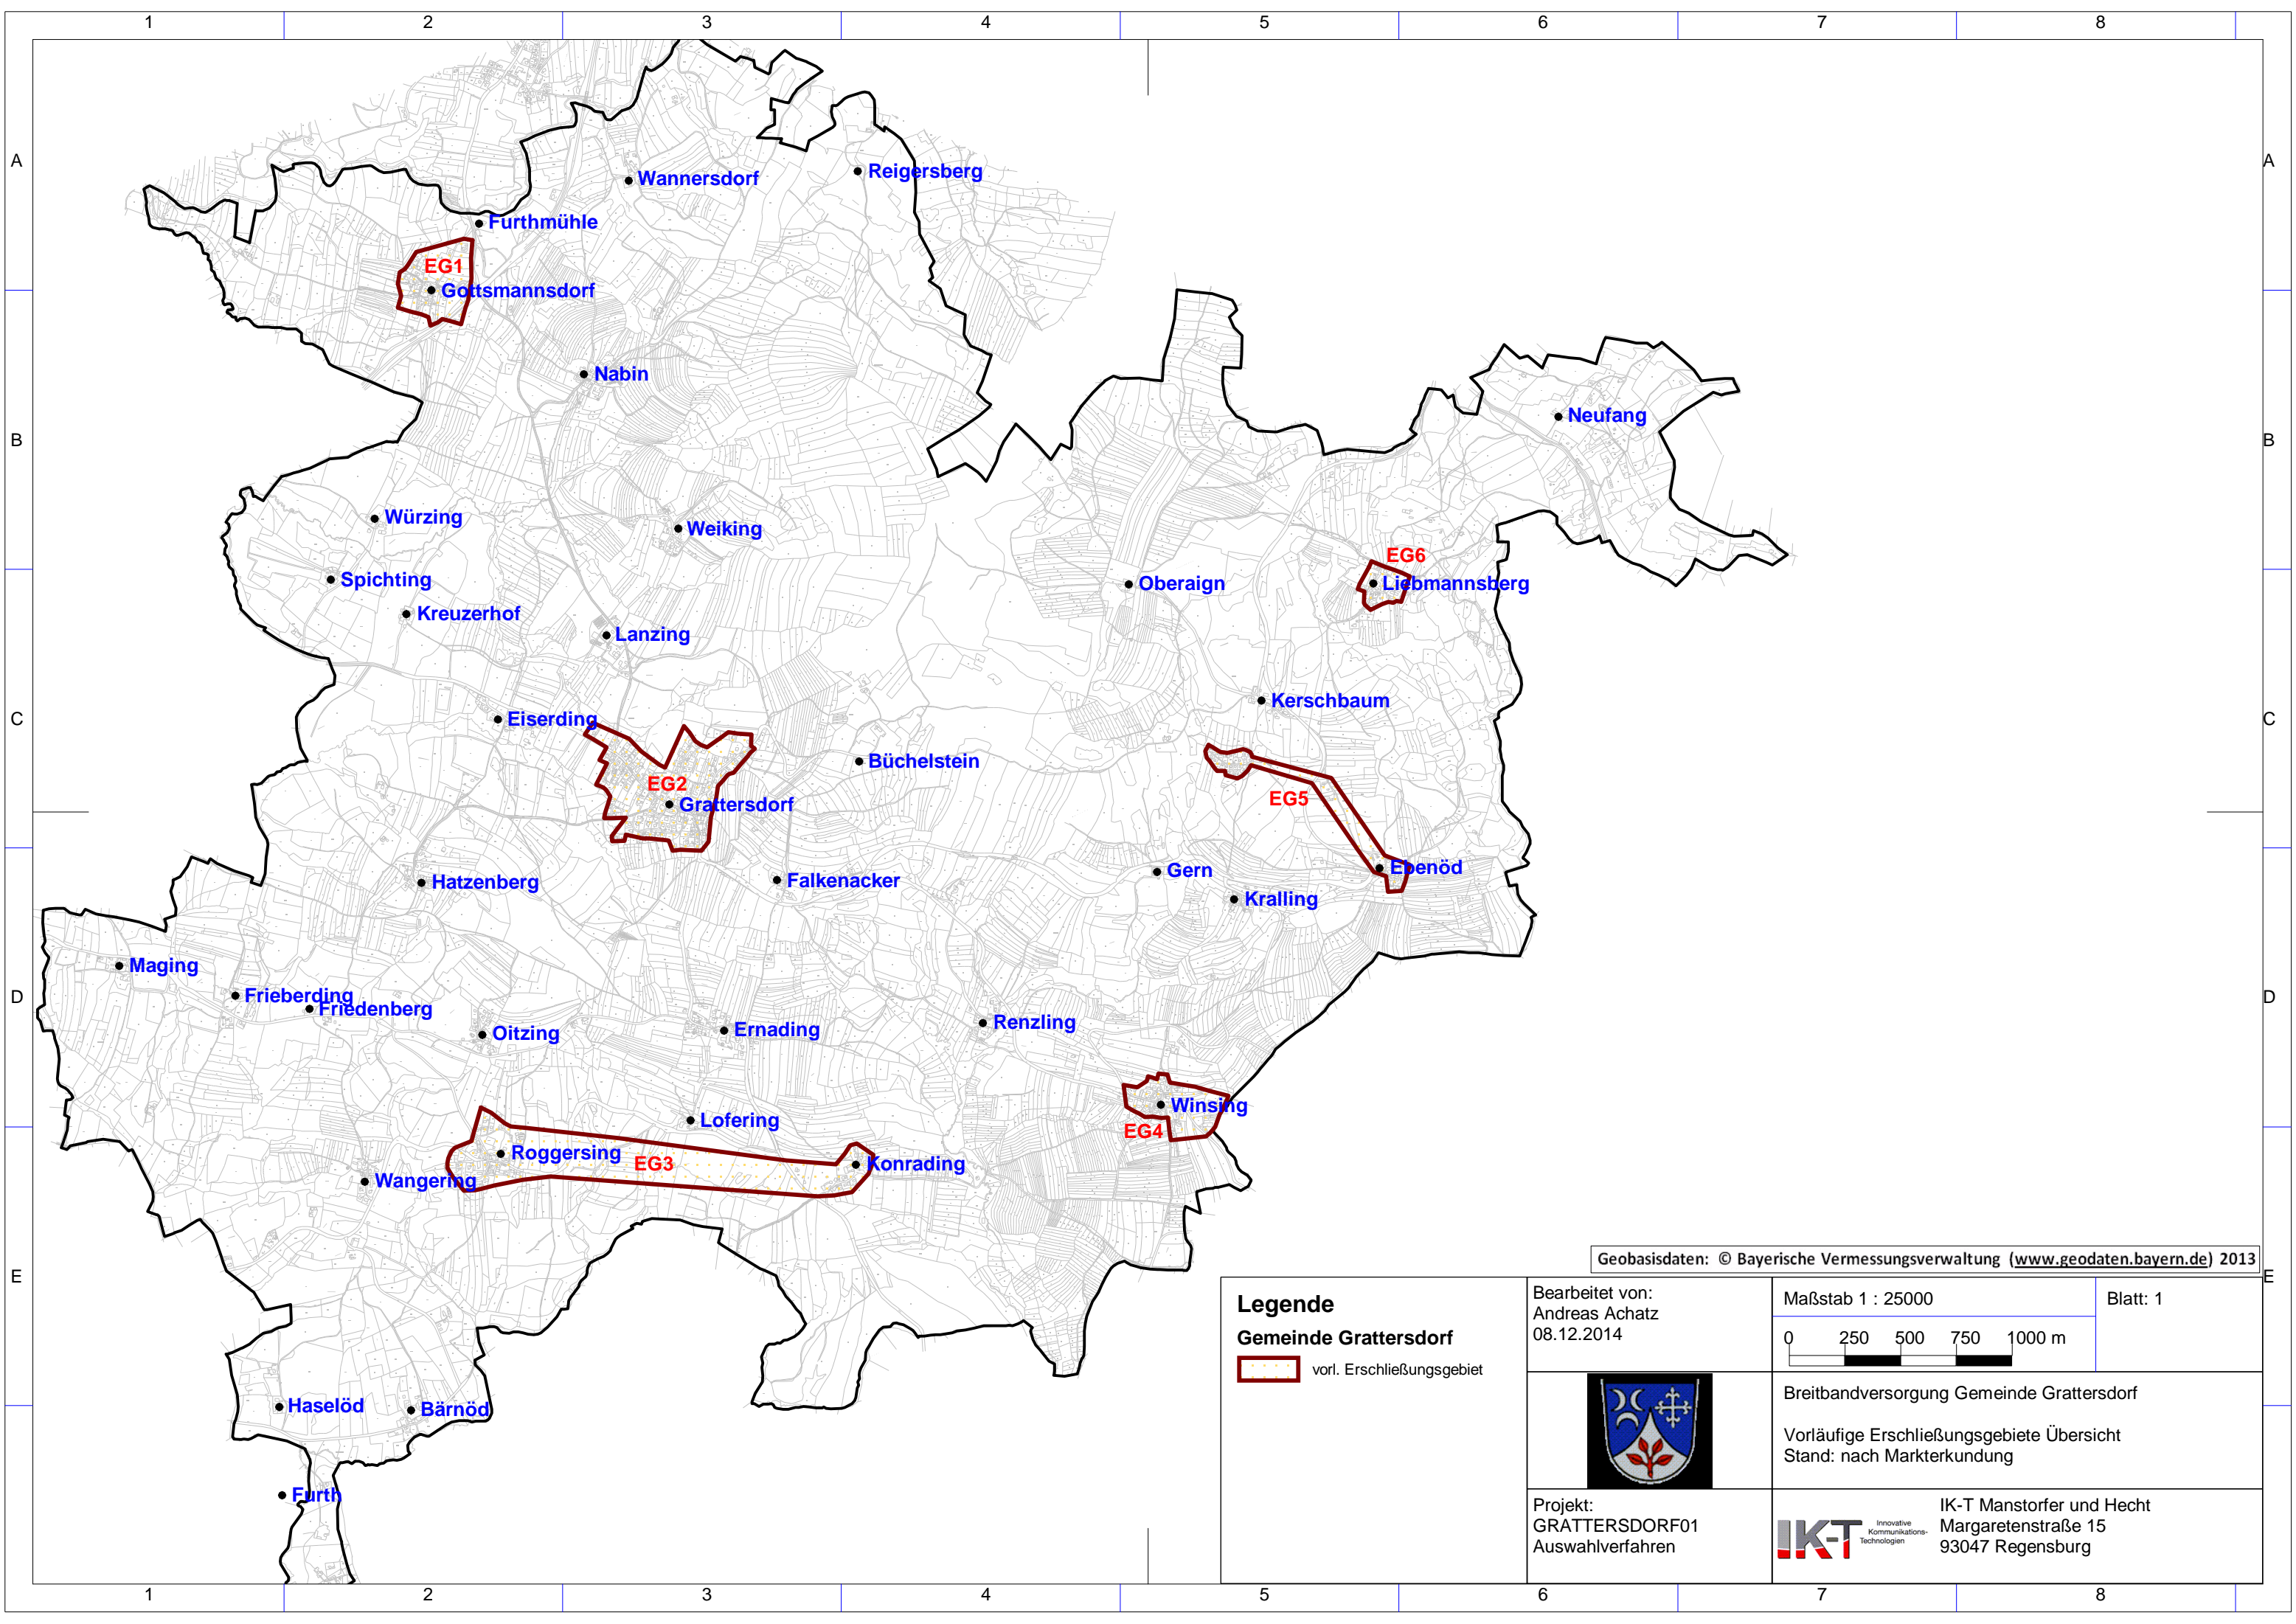 1 2 3 4 5 6 7 8
A A
Wannersdorf
Reigersberg
Furthmühle
EG1
Gottsmannsdorf
Nabin
Neufang
B B
Würzing
Weiking
EG6
Spichting
Oberaign
Liebmannsberg
Kreuzerhof
Lanzing
Kerschbaum
C C
Eiserding
Büchelstein
EG2
EG5
Grattersdorf
Ebenöd
Gern
Hatzenberg
Falkenacker
Kralling
Maging
D D
Frieberding
Friedenberg
Renzling
Oitzing
Ernading
Winsing
Lofering
EG4
Roggersing
EG3
Konrading
Wangering
E E
Haselöd
Bärnöd
Furth
Geobasisdaten: © Bayerische Vermessungsverwaltung (www.geodaten.bayern.de) 2013
Legende
Gemeinde Grattersdorf
vorl. Erschließungsgebiet
Bearbeitet von:
Andreas Achatz
08.12.2014
Maßstab 1 : 25000
Blatt: 1
0 250 500 750 1000 m
Breitbandversorgung Gemeinde Grattersdorf
Vorläufige Erschließungsgebiete Übersicht
Stand: nach Markterkundung
Projekt:
GRATTERSDORF01
Auswahlverfahren
IK-T
Innovative
Kommunikations-
Technologien
IK-T Manstorfer und Hecht
Margaretenstraße 15
93047 Regensburg
1 2 3 4 5 6 7 8